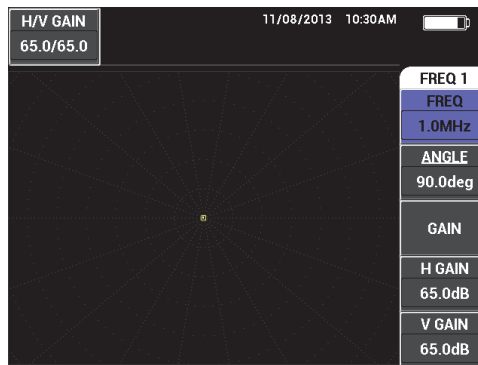 H/V GAIN
65.0/65.0
11/08/2013 10:30AM
FREQ 1
FREQ
1.0MHz
ANGLE
90.0deg
GAIN
H GAIN
65.0dB
V GAIN
65.0dB